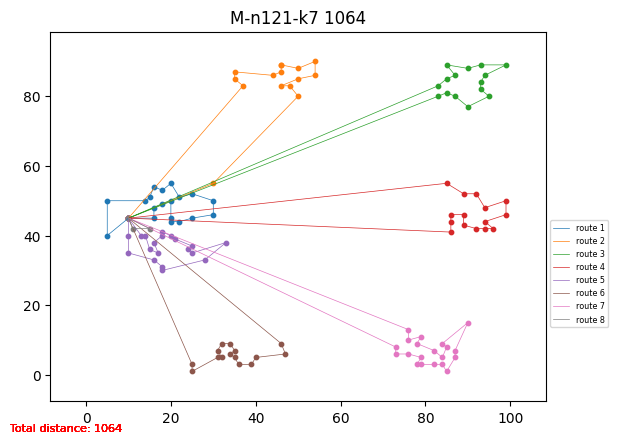 M-n121-k7 1064
80
60
40
20
0
0
20
40
60
80
100
route 1
route 2
route 3
route 4
route 5
route 6
route 7
route 8
Total distance: 1064